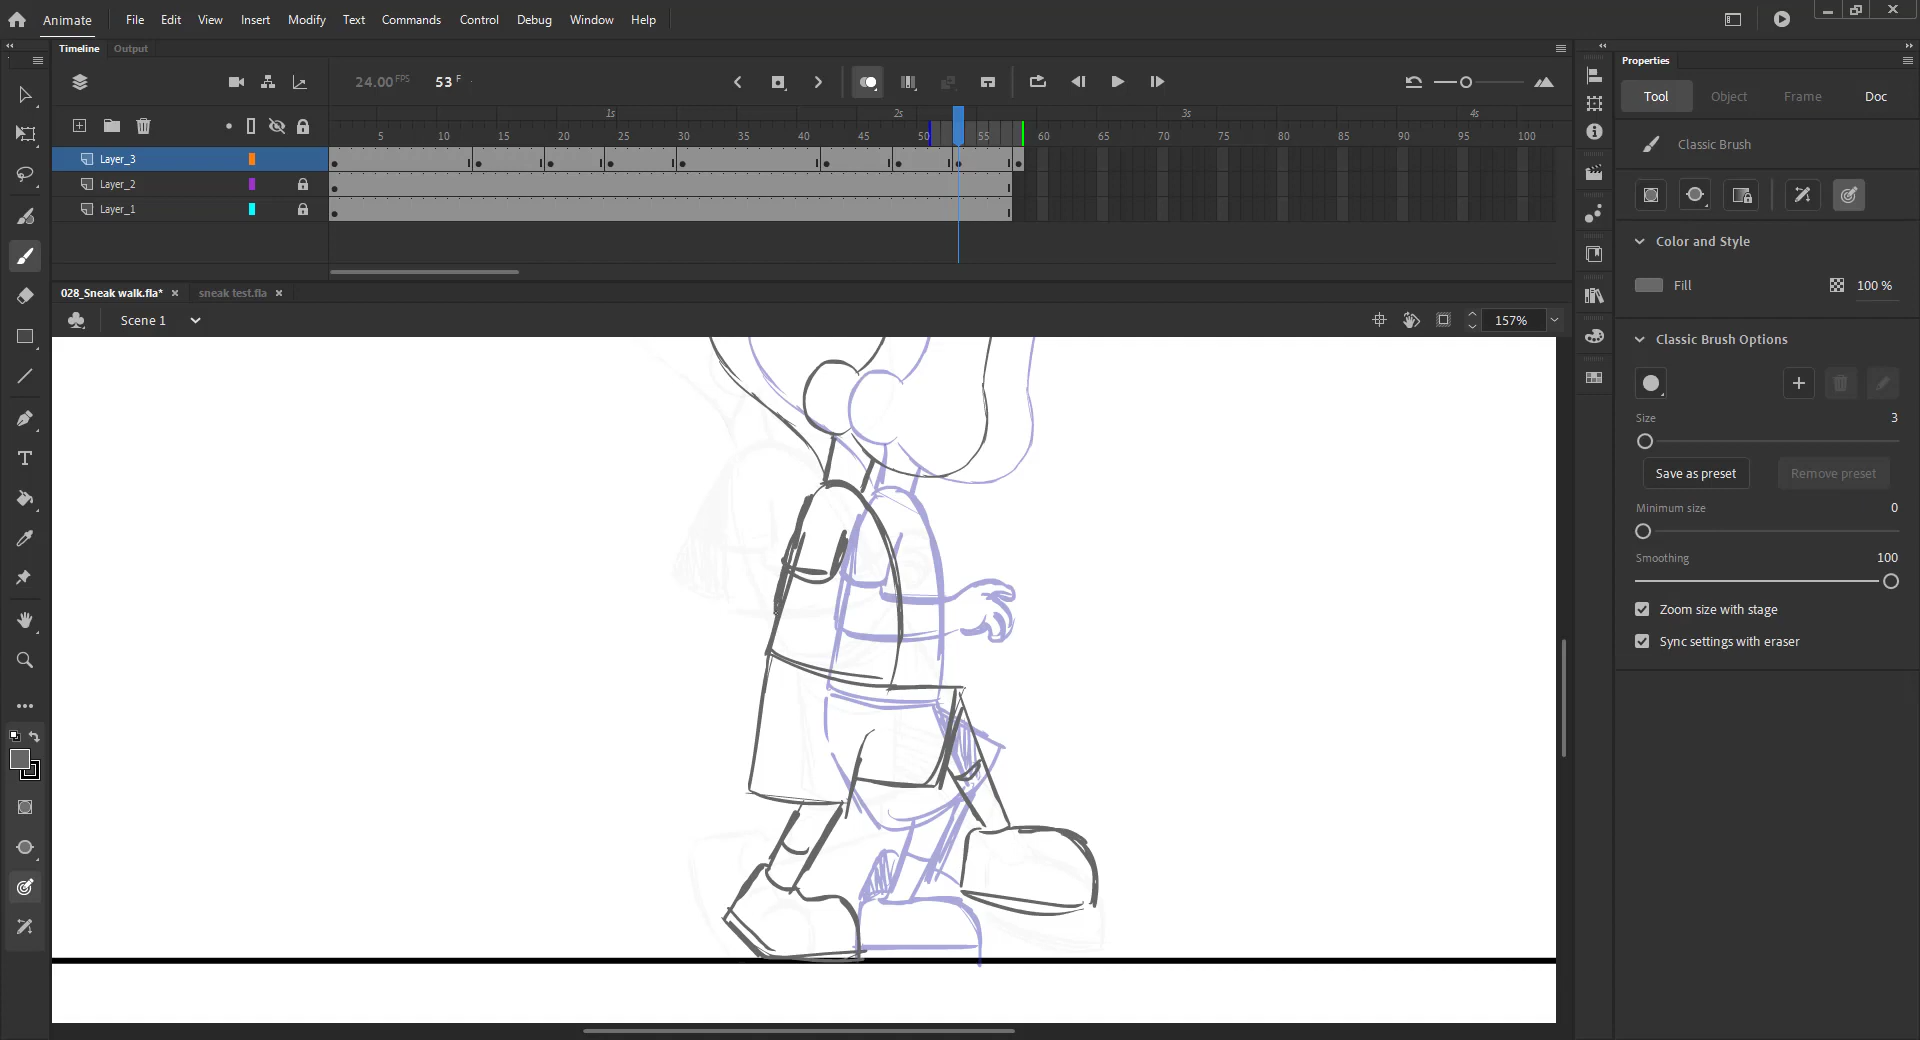 Animate File Edit View Insert Modify Text Commands Control Debug Window Help
Timeline Output
24.00 FPS 53 F
1s 2s 3s 4s
5 10 15 20 25 30 35 40 45 50 55 60 65 70 75 80 85 90 95 100
Layer_3
Layer_2
Layer_1
028_Sneak walk.fla* × sneak test.fla ×
Scene 1
157%
Properties
Tool Object Frame Doc
Classic Brush
Color and Style
Fill 100 %
Classic Brush Options
Size 3
Save as preset Remove preset
Minimum size 0
Smoothing 100
Zoom size with stage
Sync settings with eraser